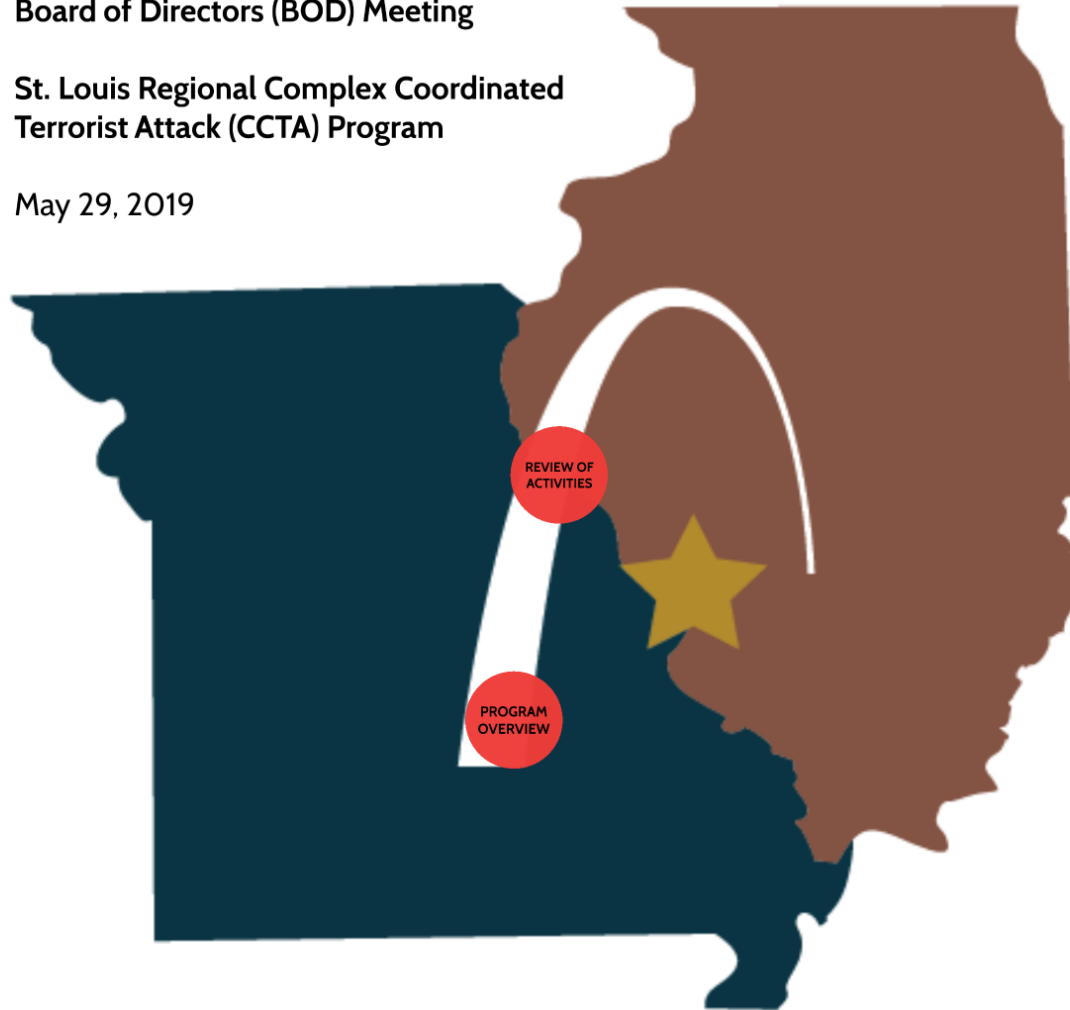 Board of Directors (BOD) Meeting
St. Louis Regional Complex Coordinated
Terrorist Attack (CCTA) Program
May 29, 2019
REVIEW OF
ACTIVITIES
PROGRAM
OVERVIEW